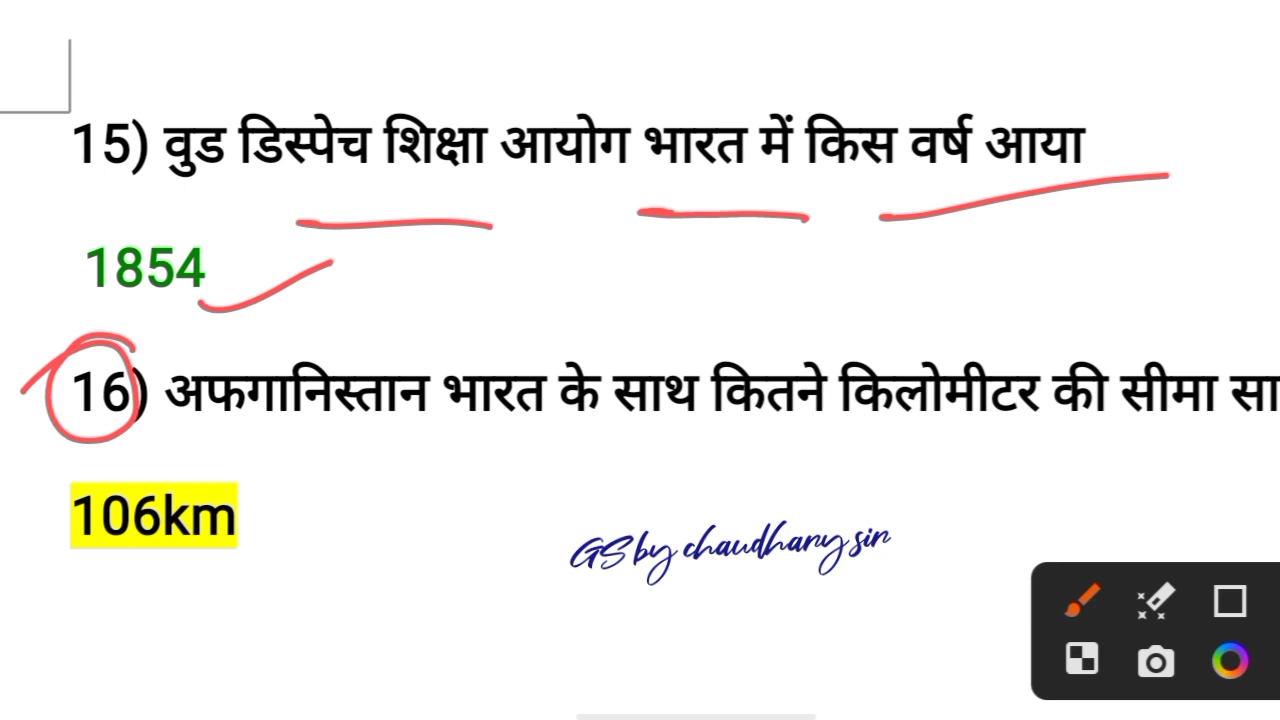 15) वुड डिस्पेच शिक्षा आयोग भारत में किस वर्ष आया
1854
16) अफगानिस्तान भारत के साथ कितने किलोमीटर की सीमा सा
106km
GS by chaudhary sir